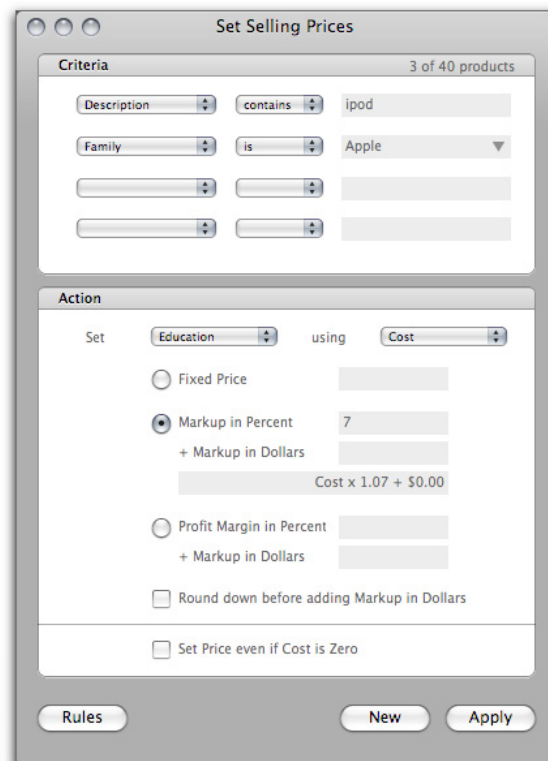 Set Selling Prices
Criteria 3 of 40 products
Description contains ipod
Family is Apple
Action
Set Education using Cost
Fixed Price
Markup in Percent 7
+ Markup in Dollars
Cost x 1.07 + $0.00
Profit Margin in Percent
+ Markup in Dollars
Round down before adding Markup in Dollars
Set Price even if Cost is Zero
Rules New Apply